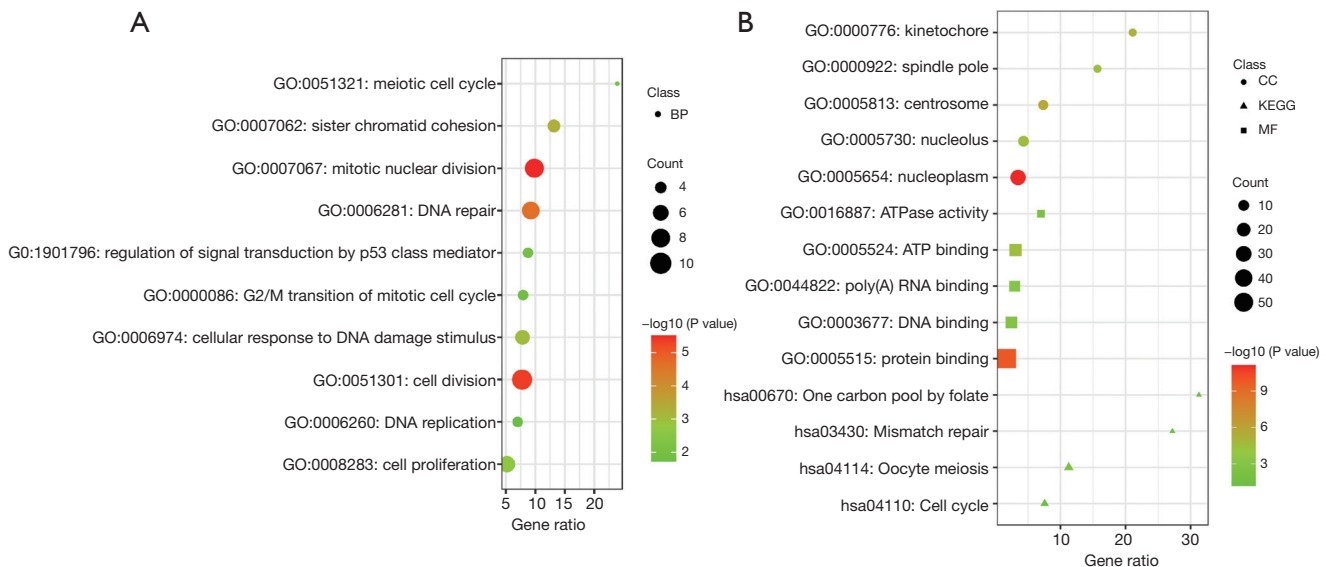 A
GO:0051321: meiotic cell cycle
GO:0007062: sister chromatid cohesion
GO:0007067: mitotic nuclear division
GO:0006281: DNA repair
G0:1901796: regulation of signal transduction by p53 class mediator
GO:0000086: G2/M transition of mitotic cell cycle
GO:0006974: cellular response to DNA damage stimulus
GO:0051301: cell division
GO:0006260: DNA replication
GO:0008283: cell proliferation
5 10 15 20
Gene ratio
Class
BP
Count
4
6
8
10
−log10 (P value)
5
4
3
2
B
GO:0000776: kinetochore
GO:0000922: spindle pole
GO:0005813: centrosome
GO:0005730: nucleolus
GO:0005654: nucleoplasm
GO:0016887: ATPase activity
GO:0005524: ATP binding
GO:0044822: poly(A) RNA binding
GO:0003677: DNA binding
GO:0005515: protein binding
hsa00670: One carbon pool by folate
hsa03430: Mismatch repair
hsa04114: Oocyte meiosis
hsa04110: Cell cycle
10 20 30
Gene ratio
Class
CC
KEGG
MF
Count
10
20
30
40
50
−log10 (P value)
9
6
3